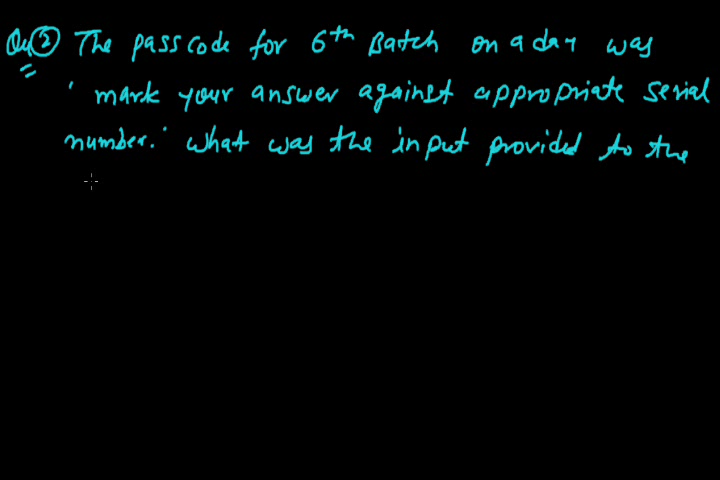 Qu② The passcode for 6th Batch on a day was
' mark your answer against appropriate serial
number.' what was the input provided to the